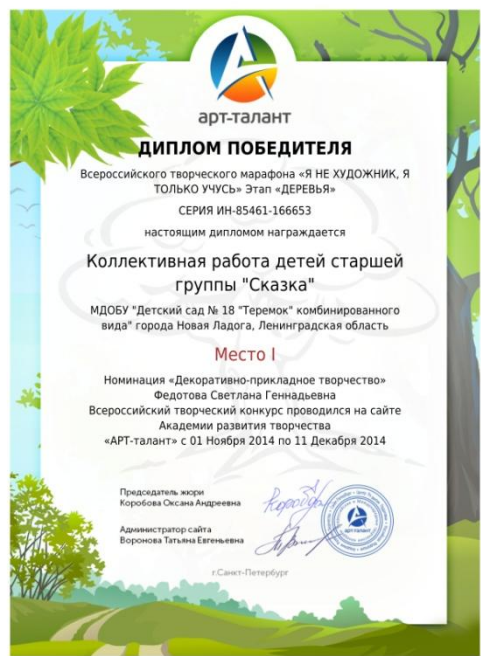 арт-талант
ДИПЛОМ ПОБЕДИТЕЛЯ
Всероссийского творческого марафона «Я НЕ ХУДОЖНИК, Я
ТОЛЬКО УЧУСЬ» Этап «ДЕРЕВЬЯ»
СЕРИЯ ИН-85461-166653
настоящим дипломом награждается
Коллективная работа детей старшей
группы "Сказка"
МДОБУ "Детский сад № 18 "Теремок" комбинированного
вида" города Новая Ладога, Ленинградская область
Место I
Номинация «Декоративно-прикладное творчество»
Федотова Светлана Геннадьевна
Всероссийский творческий конкурс проводился на сайте
Академии развития творчества
«АРТ-талант» с 01 Ноября 2014 по 11 Декабря 2014
Председатель жюри
Коробова Оксана Андреевна
Администратор сайта
Воронова Татьяна Евгеньевна
АРТ-ТАЛАНТ
г.Санкт-Петербург